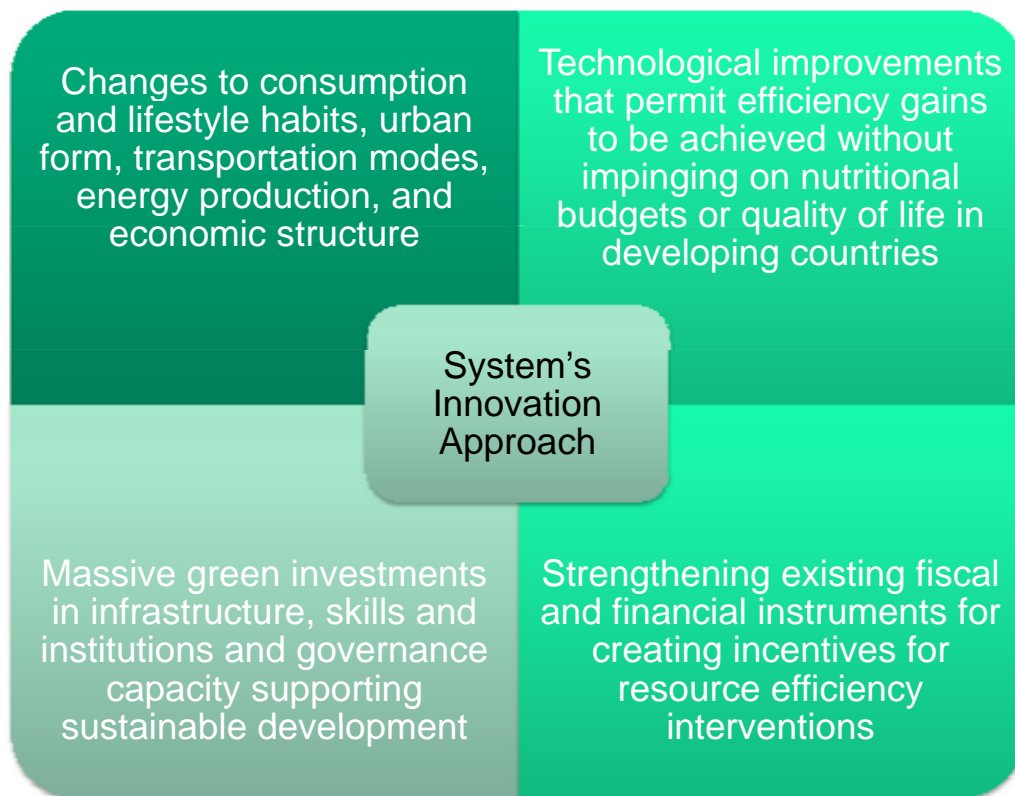 Changes to consumption
and lifestyle habits, urban
form, transportation modes,
energy production, and
economic structure
Technological improvements
that permit efficiency gains
to be achieved without
impinging on nutritional
budgets or quality of life in
developing countries
System's
Innovation
Approach
Massive green investments
in infrastructure, skills and
institutions and governance
capacity supporting
sustainable development
Strengthening existing fiscal
and financial instruments for
creating incentives for
resource efficiency
interventions